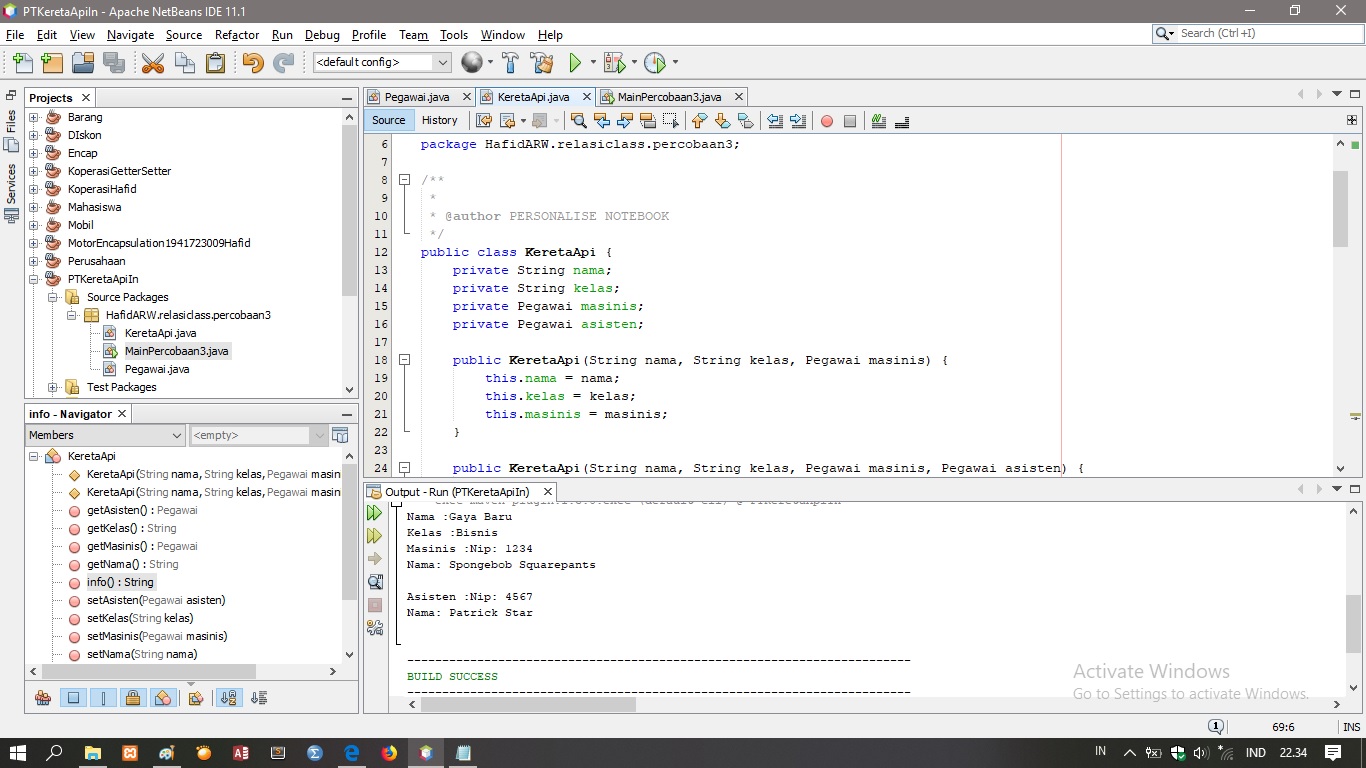 PTKeretaApiIn - Apache NetBeans IDE 11.1
File Edit View Navigate Source Refactor Run Debug Profile Team Tools Window Help
Search (Ctrl+I)
<default config>
Files
Services
Projects
Barang
DIskon
Encap
KoperasiGetterSetter
KoperasiHafid
Mahasiswa
Mobil
MotorEncapsulation1941723009Hafid
Perusahaan
PTKeretaApiIn
Source Packages
HafidARW.relasiclass.percobaan3
KeretaApi.java
MainPercobaan3.java
Pegawai.java
Test Packages
info - Navigator
Members
<empty>
KeretaApi
KeretaApi(String nama, String kelas, Pegawai masin
KeretaApi(String nama, String kelas, Pegawai masin
getAsisten() : Pegawai
getKelas() : String
getMasinis() : Pegawai
getNama() : String
info() : String
setAsisten(Pegawai asisten)
setKelas(String kelas)
setMasinis(Pegawai masinis)
setNama(String nama)
Pegawai.java KeretaApi.java MainPercobaan3.java
Source History
6 package HafidARW.relasiclass.percobaan3;
7
8 /**
9 *
10 * @author PERSONALISE NOTEBOOK
11 */
12 public class KeretaApi {
13 private String nama;
14 private String kelas;
15 private Pegawai masinis;
16 private Pegawai asisten;
17
18 public KeretaApi(String nama, String kelas, Pegawai masinis) {
19 this.nama = nama;
20 this.kelas = kelas;
21 this.masinis = masinis;
22 }
23
24 public KeretaApi(String nama, String kelas, Pegawai masinis, Pegawai asisten) {
Output - Run (PTKeretaApiIn)
Nama :Gaya Baru
Kelas :Bisnis
Masinis :Nip: 1234
Nama: Spongebob Squarepants
Asisten :Nip: 4567
Nama: Patrick Star
------------------------------------------------------------------------
BUILD SUCCESS
------------------------------------------------------------------------
Activate Windows
Go to Settings to activate Windows.
1
69:6 INS
IN IND 22.34